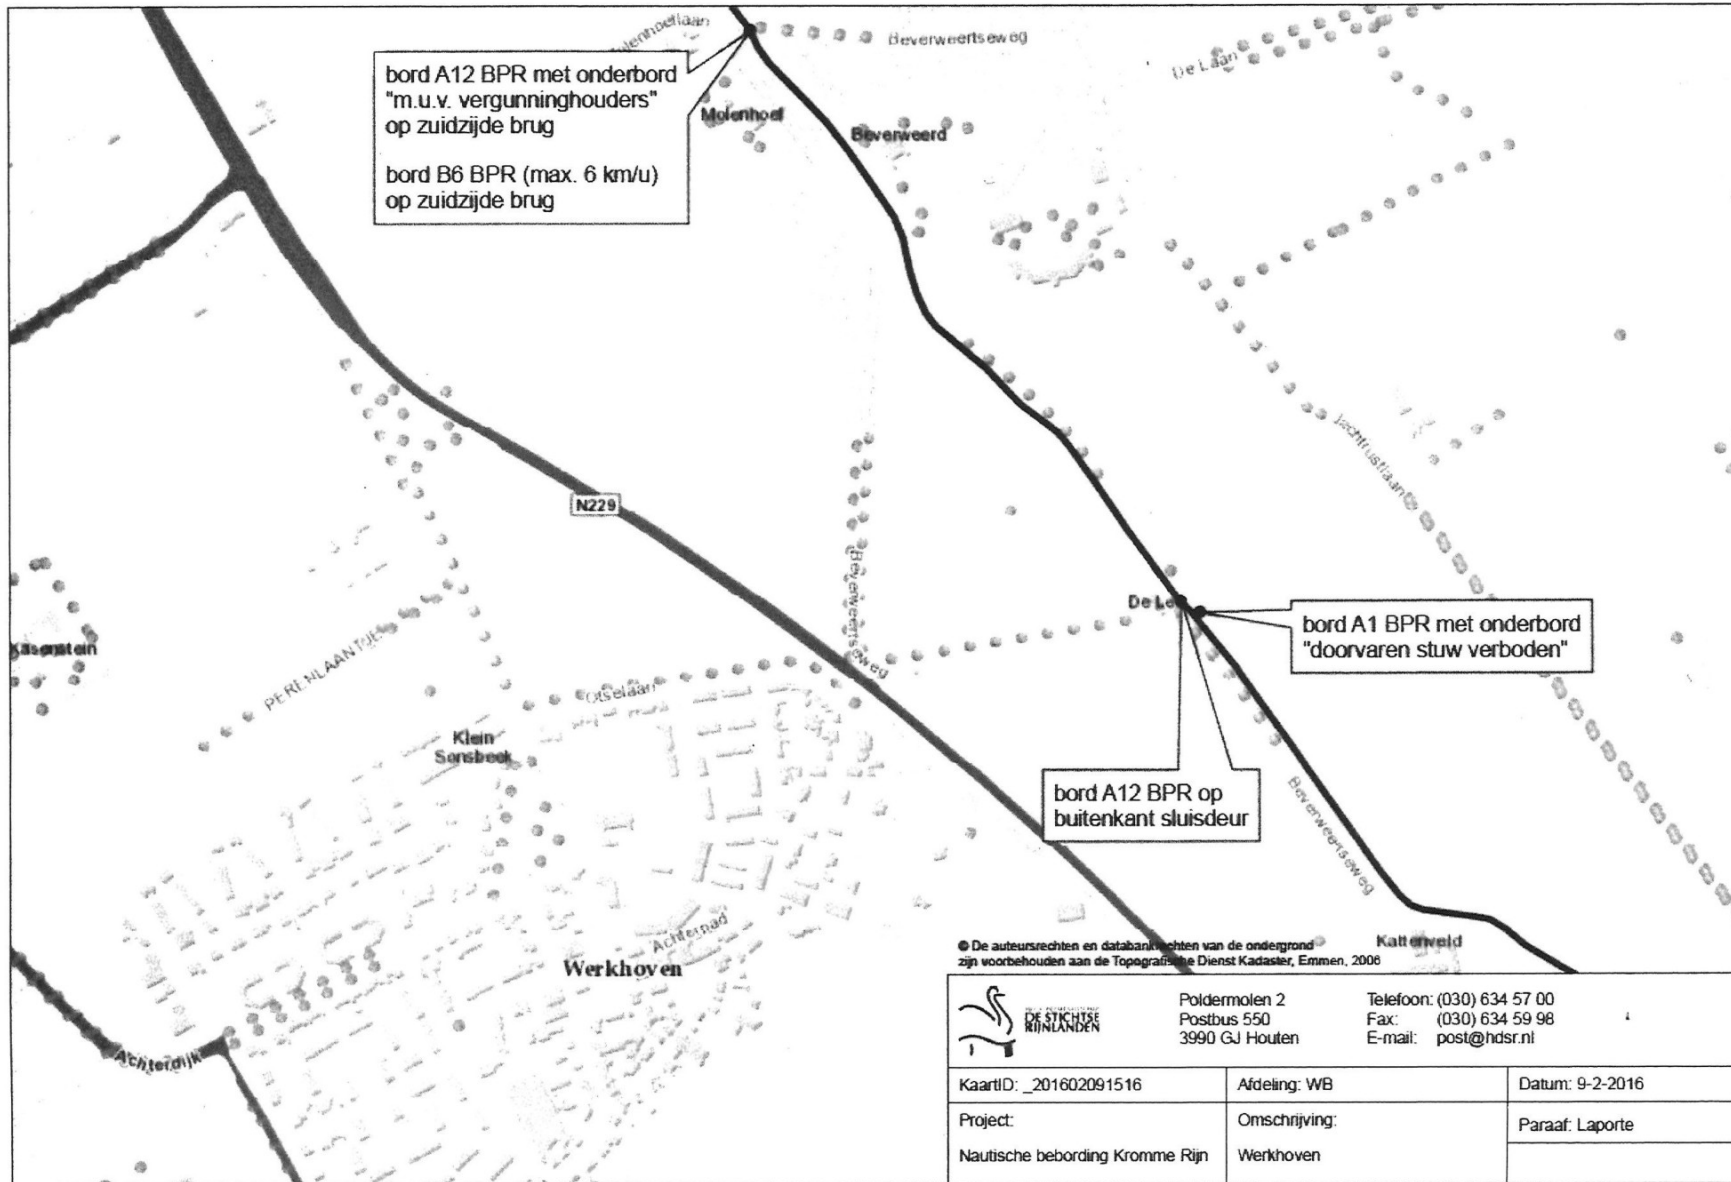 Molenhoeflaan
Beverweertseweg
De Laan
bord A12 BPR met onderbord
"m.u.v. vergunninghouders"
op zuidzijde brug
bord B6 BPR (max. 6 km/u)
op zuidzijde brug
Molenhoef
Beverweerd
Jachtrustlaan
N229
Beverweertseweg
De
bord A1 BPR met onderbord
"doorvaren stuw verboden"
Kasenstein
PERENLAANTJE
Otselaan
Klein
Sonsbeek
bord A12 BPR op
buitenkant sluisdeur
Beverweertseweg
Achterpad
Werkhoven
Kattenveld
© De auteursrechten en databankrechten van de ondergrond
zijn voorbehouden aan de Topografische Dienst Kadaster, Emmen, 2006
Achterdijk
DE STICHTSE
RIJNLANDEN
Poldermolen 2
Postbus 550
3990 GJ Houten
Telefoon: (030) 634 57 00
Fax: (030) 634 59 98
E-mail: post@hdsr.nl
KaartID: _201602091516
Afdeling: WB
Datum: 9-2-2016
Project:
Nautische bebording Kromme Rijn
Omschrijving:
Werkhoven
Paraaf: Laporte